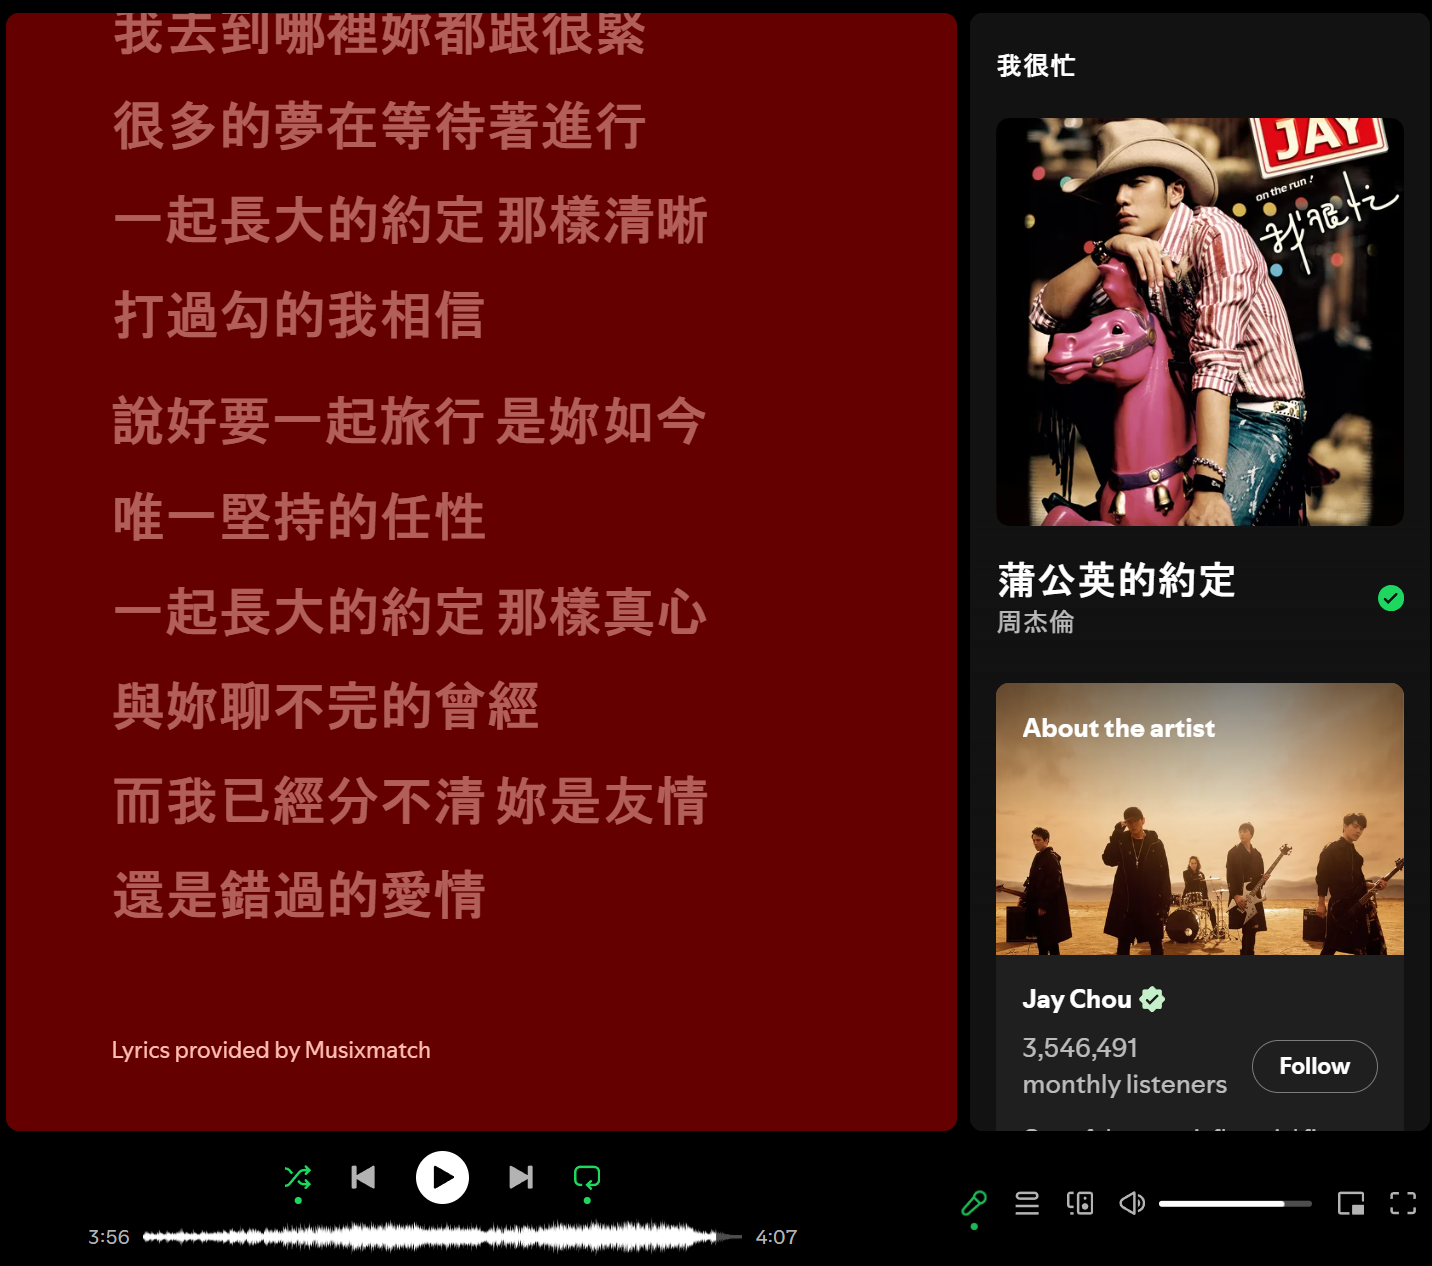 我去到哪裡妳都跟很緊
很多的夢在等待著進行
一起長大的約定 那樣清晰
打過勾的我相信
說好要一起旅行 是妳如今
唯一堅持的任性
一起長大的約定 那樣真心
與妳聊不完的曾經
而我已經分不清 妳是友情
還是錯過的愛情
Lyrics provided by Musixmatch
我很忙
JAY
on the run!
我很忙
蒲公英的約定
周杰倫
About the artist
Jay Chou
3,546,491
monthly listeners
Follow
3:56
4:07